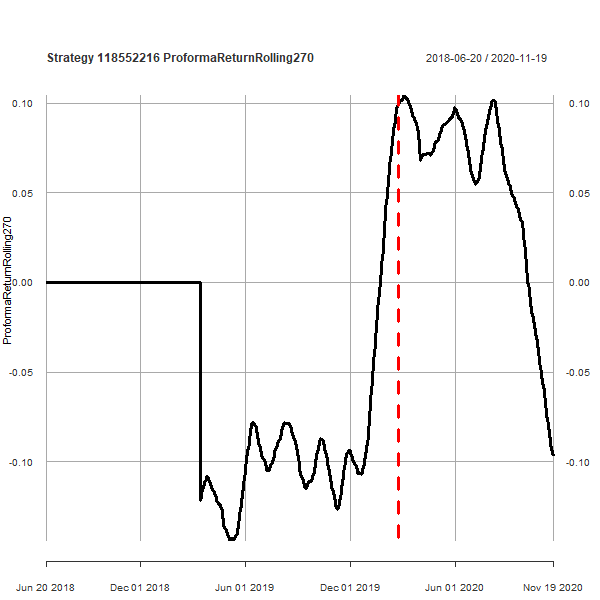 Strategy 118552216 ProformaReturnRolling270
2018-06-20 / 2020-11-19
ProformaReturnRolling270
0.10
0.05
0.00
-0.05
-0.10
0.10
0.05
0.00
-0.05
-0.10
Jun 20 2018
Dec 01 2018
Jun 01 2019
Dec 01 2019
Jun 01 2020
Nov 19 2020